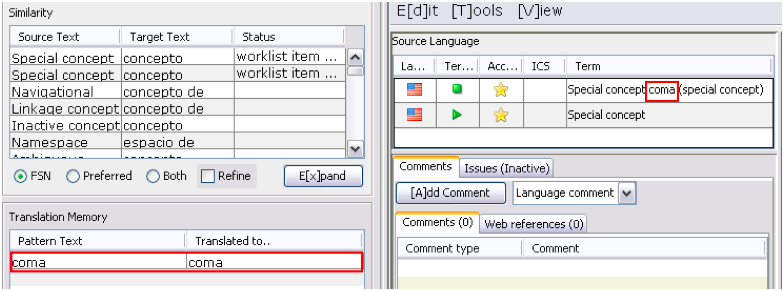 Similarity
Source Text Target Text Status
Special concept concepto worklist item ...
Special concept concepto worklist item ...
Navigational concepto de
Linkage concept concepto de
Inactive concept concepto
Namespace espacio de
Ambiguous concepto
FSN Preferred Both Refine E[x]pand
Translation Memory
Pattern Text Translated to..
coma coma
E[d]it [T]ools [V]iew
Source Language
La... Ter... Acc... ICS Term
Special concept coma (special concept)
Special concept
Comments Issues (Inactive)
[A]dd Comment Language comment
Comments (0) Web references (0)
Comment type Comment